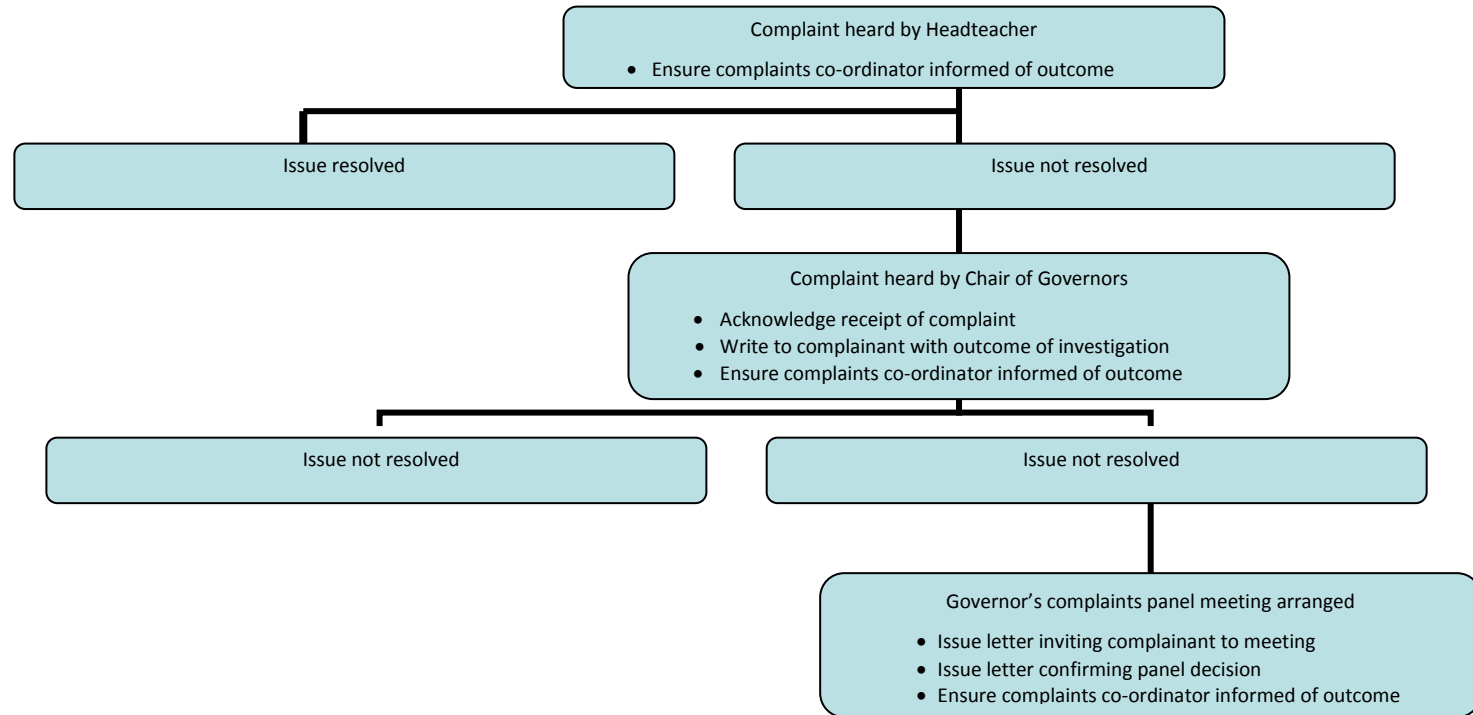 Complaint heard by Headteacher
• Ensure complaints co-ordinator informed of outcome
Issue resolved
Issue not resolved
Complaint heard by Chair of Governors
• Acknowledge receipt of complaint
• Write to complainant with outcome of investigation
• Ensure complaints co-ordinator informed of outcome
Issue not resolved
Issue not resolved
Governor’s complaints panel meeting arranged
• Issue letter inviting complainant to meeting
• Issue letter confirming panel decision
• Ensure complaints co-ordinator informed of outcome